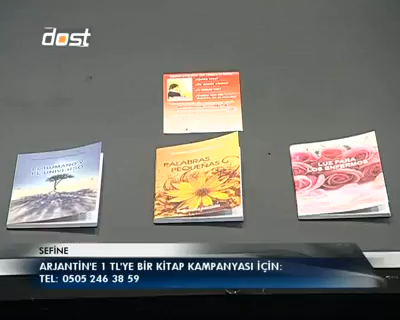 dost
EL HUMANO Y
EL UNIVERSO
PALABRAS
PEQUEÑAS
LUZ PARA
LOS ENFERMOS
SEFİNE
ARJANTİN'E 1 TL'YE BİR KİTAP KAMPANYASI İÇİN:
TEL: 0505 246 38 59